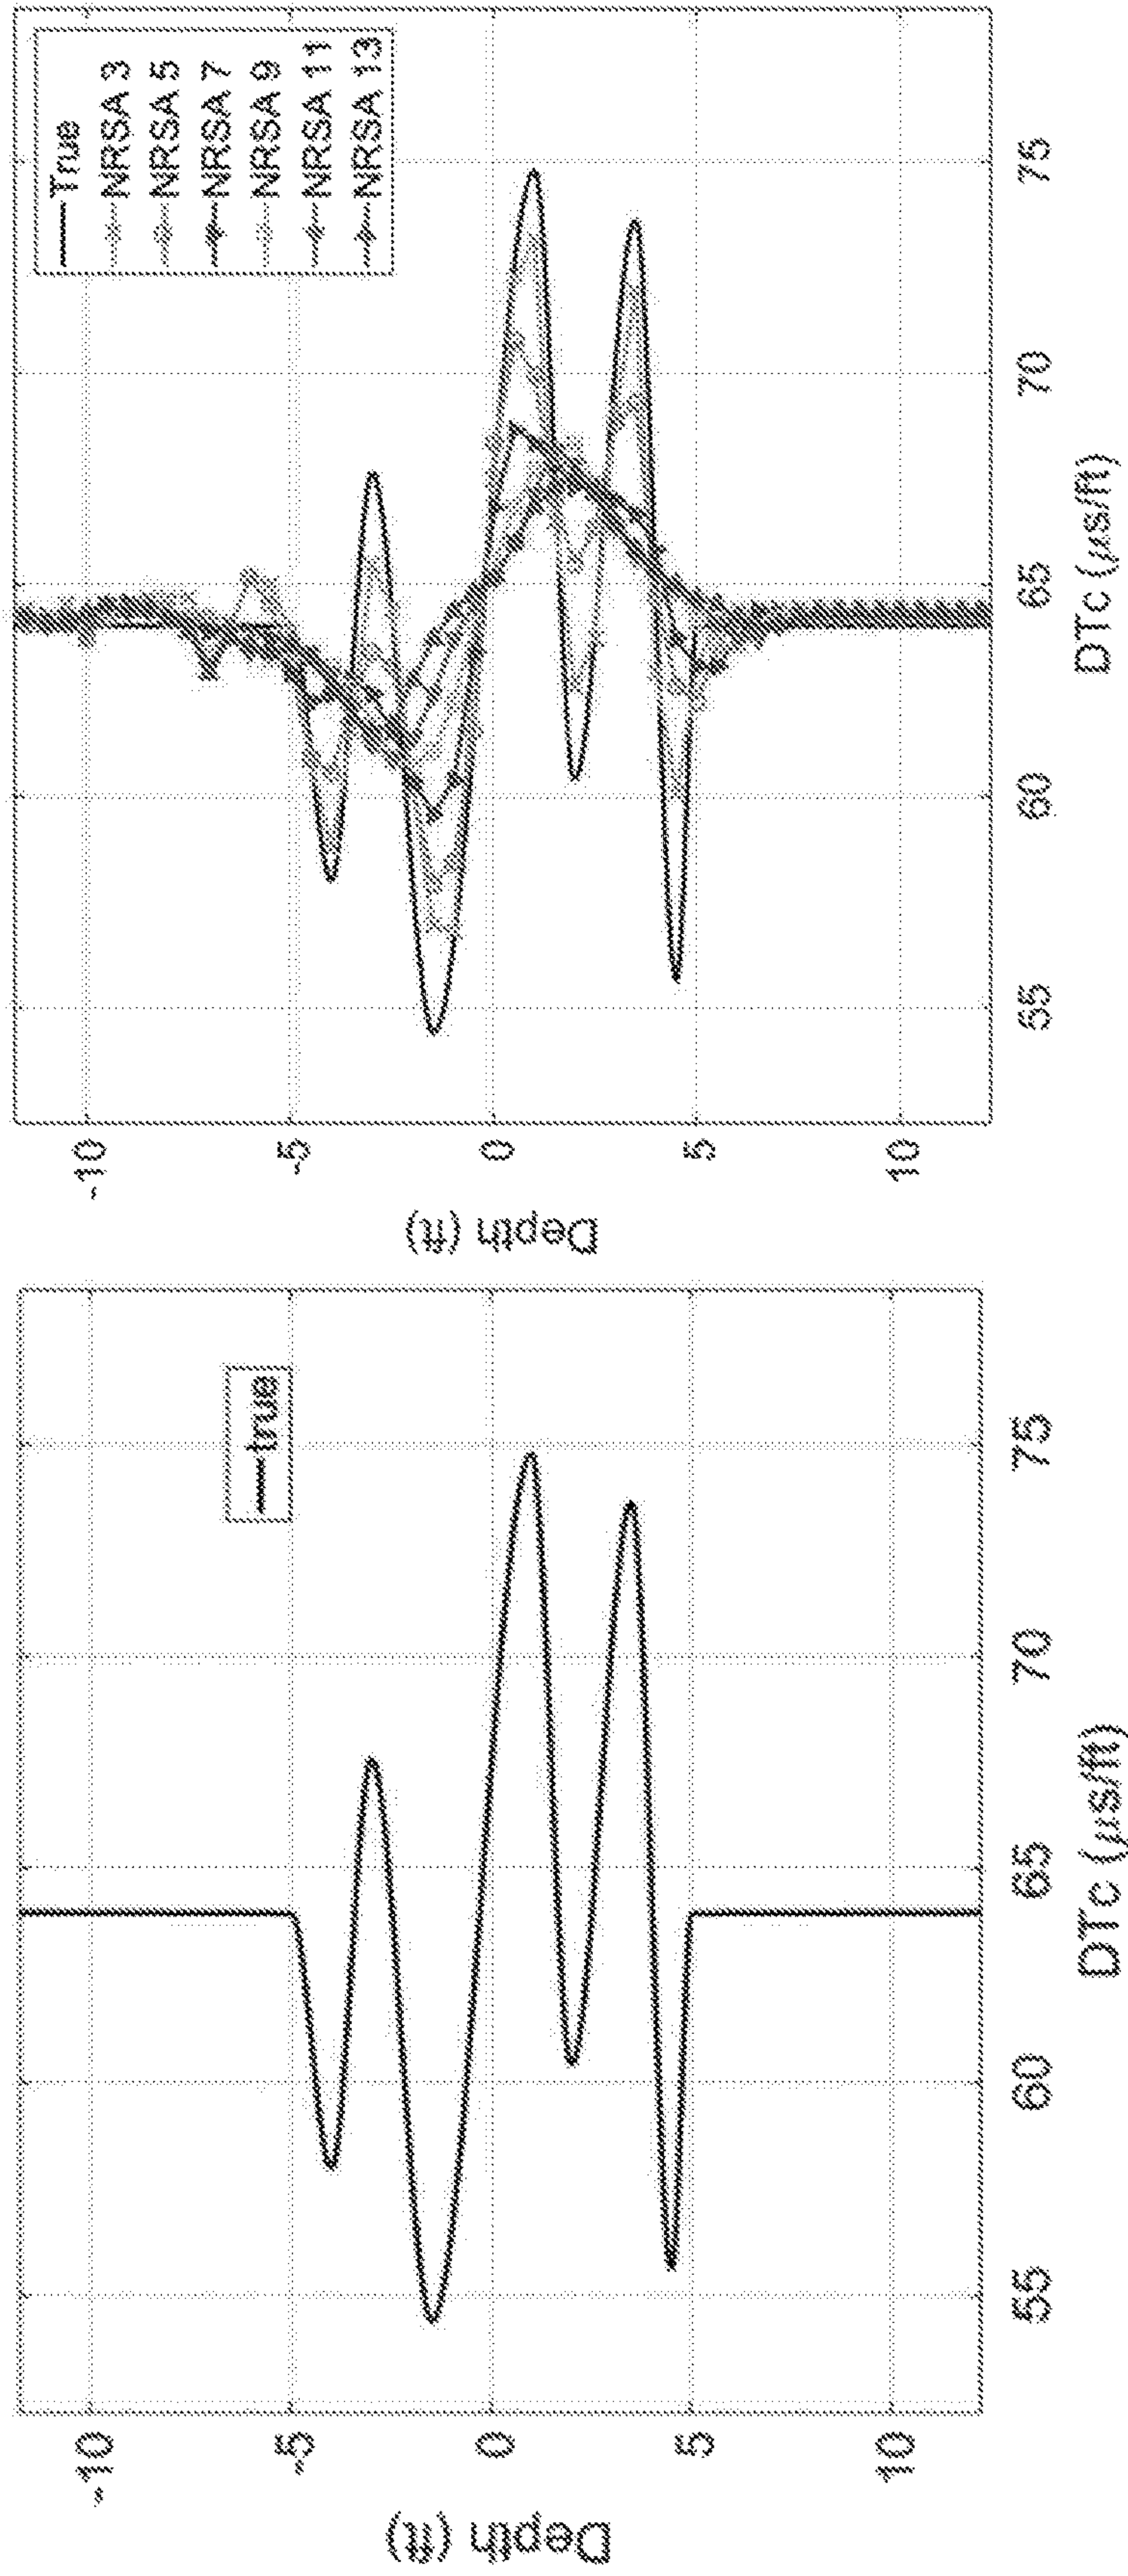 Depth (ft)
-10
-5
0
5
10
true
55
60
65
70
75
DTc (μs/ft)
Depth (ft)
-10
-5
0
5
10
True
NRSA 3
NRSA 5
NRSA 7
NRSA 9
NRSA 11
NRSA 13
55
60
65
70
75
DTc (μs/ft)